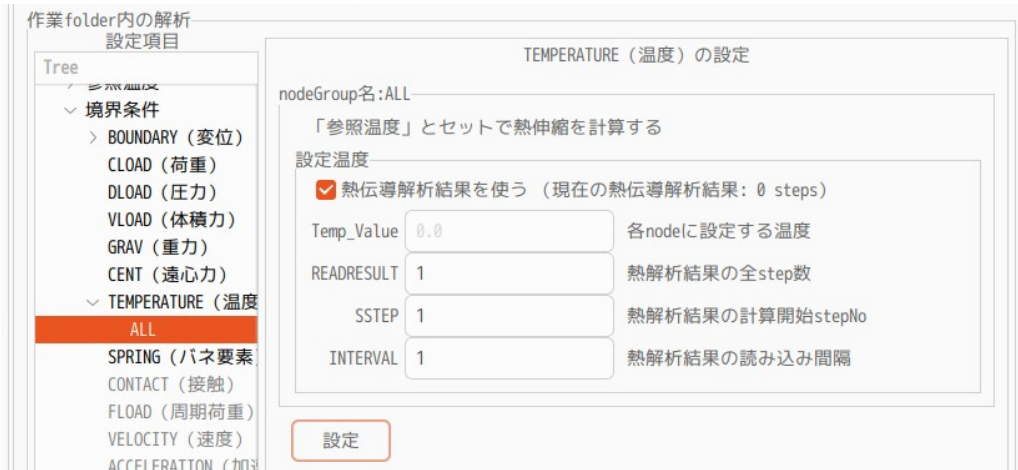 作業folder内の解析
設定項目
Tree
参照温度
境界条件
BOUNDARY (変位)
CLOAD (荷重)
DLOAD (圧力)
VLOAD (体積力)
GRAV (重力)
CENT (遠心力)
TEMPERATURE (温度
ALL
SPRING (バネ要素
CONTACT (接触)
FLOAD (周期荷重)
VELOCITY (速度)
ACCELERATION (加速
TEMPERATURE (温度) の設定
nodeGroup名:ALL
「参照温度」とセットで熱伸縮を計算する
設定温度
熱伝導解析結果を使う (現在の熱伝導解析結果: 0 steps)
Temp_Value 0.0 各nodeに設定する温度
READRESULT 1 熱解析結果の全step数
SSTEP 1 熱解析結果の計算開始stepNo
INTERVAL 1 熱解析結果の読み込み間隔
設定